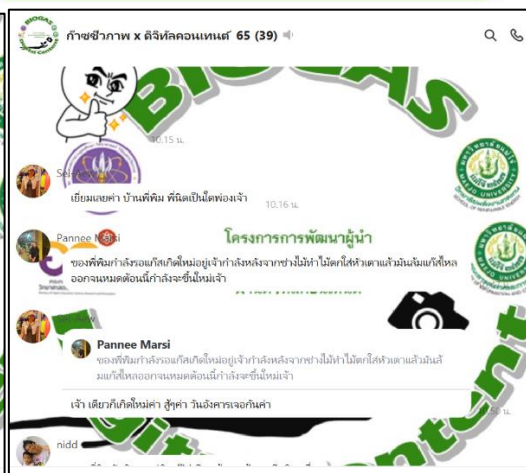 ก๊าซชีวภาพ x ดิจิทัลคอนเทนต์ 65 (39)
BIOGAS
10.15 น.
เยี่ยมเลยค่า บ้านพี่พิม พี่นิดเป็นไดพ่องเจ้า
10.16 น.
Pannee Marsi
โครงการการพัฒนาผู้นำ
ของพี่พิมกำลังรอแก๊สเกิดใหม่อยู่เจ้ากำลังหลังจากช่างไม้ทำไม้ตกใส่หัวเตาแล้วมันล้มแก๊สไหล
ออกจนหมดตอนนี้กำลังจะขึ้นใหม่เจ้า
Pannee Marsi
ของพี่พิมกำลังรอแก๊สเกิดใหม่อยู่เจ้ากำลังหลังจากช่างไม้ทำไม้ตกใส่หัวเตาแล้วมันล้
มแก๊สไหลออกจนหมดตอนนี้กำลังจะขึ้นใหม่เจ้า
เจ้า เดียวก็เกิดใหม่ค่า สู้ๆค่า วันอังคารเจอกันค่า
nidd